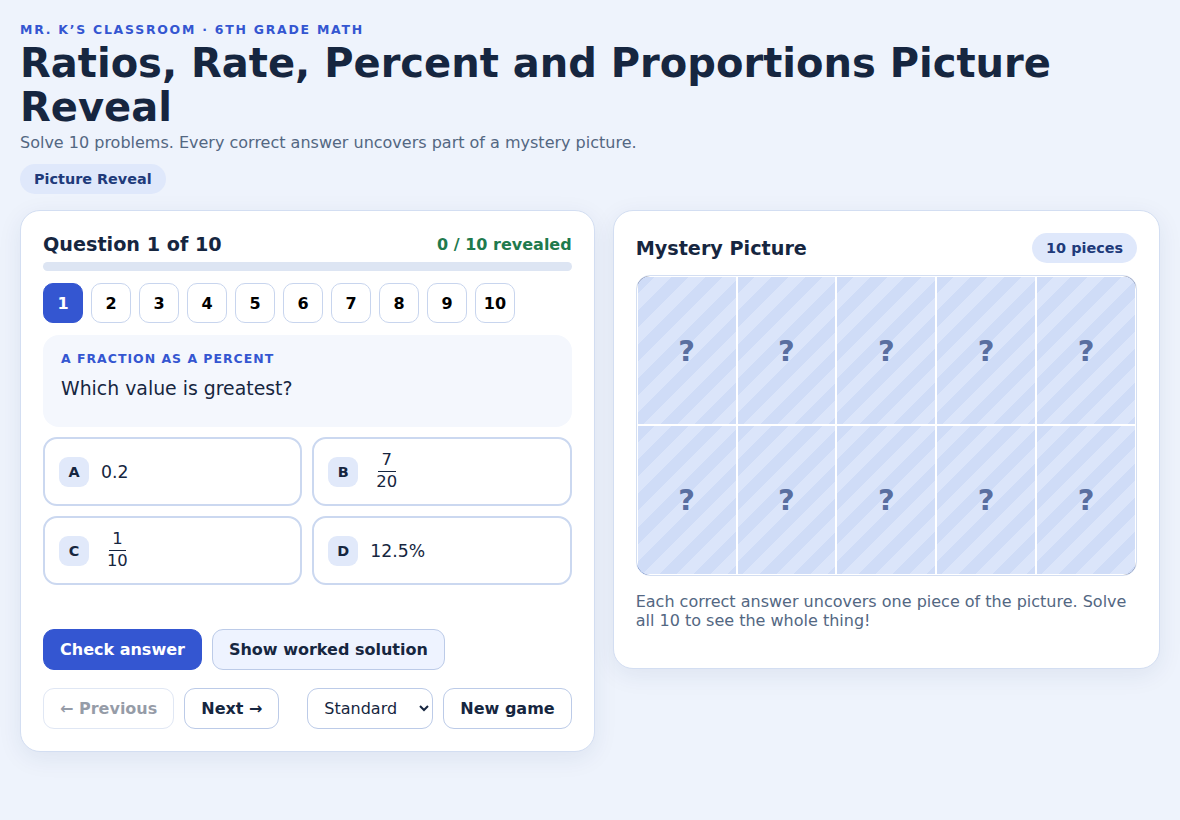 MR. K’S CLASSROOM · 6TH GRADE MATH
Ratios, Rate, Percent and Proportions Picture
Reveal
Solve 10 problems. Every correct answer uncovers part of a mystery picture.
Picture Reveal
Question 1 of 10
0 / 10 revealed
1 2 3 4 5 6 7 8 9 10
A FRACTION AS A PERCENT
Which value is greatest?
A 0.2
B 7/20
C 1/10
D 12.5%
Check answer
Show worked solution
← Previous
Next →
Standard
New game
Mystery Picture
10 pieces
? ? ? ? ?
? ? ? ? ?
Each correct answer uncovers one piece of the picture. Solve
all 10 to see the whole thing!